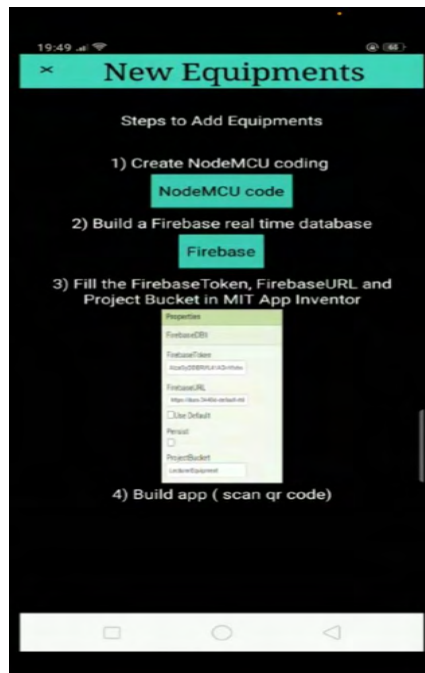 19:49
× New Equipments
Steps to Add Equipments
1) Create NodeMCU coding
NodeMCU code
2) Build a Firebase real time database
Firebase
3) Fill the FirebaseToken, FirebaseURL and
Project Bucket in MIT App Inventor
Properties
FirebaseDB1
FirebaseToken
FirebaseURL
Use Default
Persist
ProjectBucket
LecturerEquipment
4) Build app ( scan qr code)